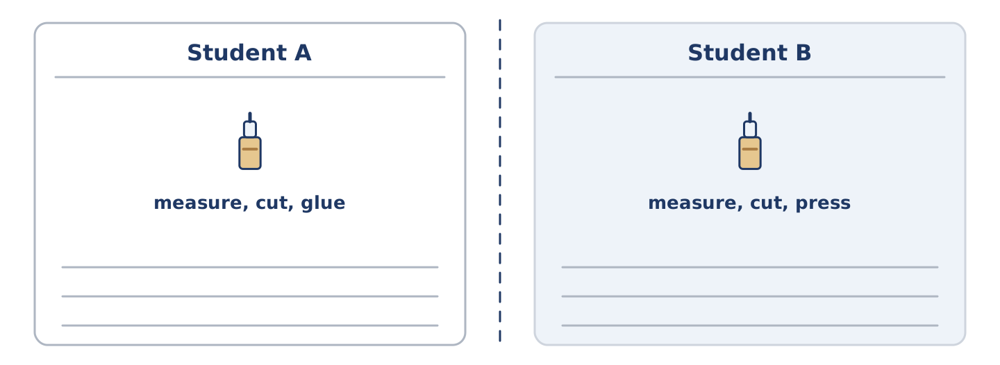 Student A
measure, cut, glue
Student B
measure, cut, press